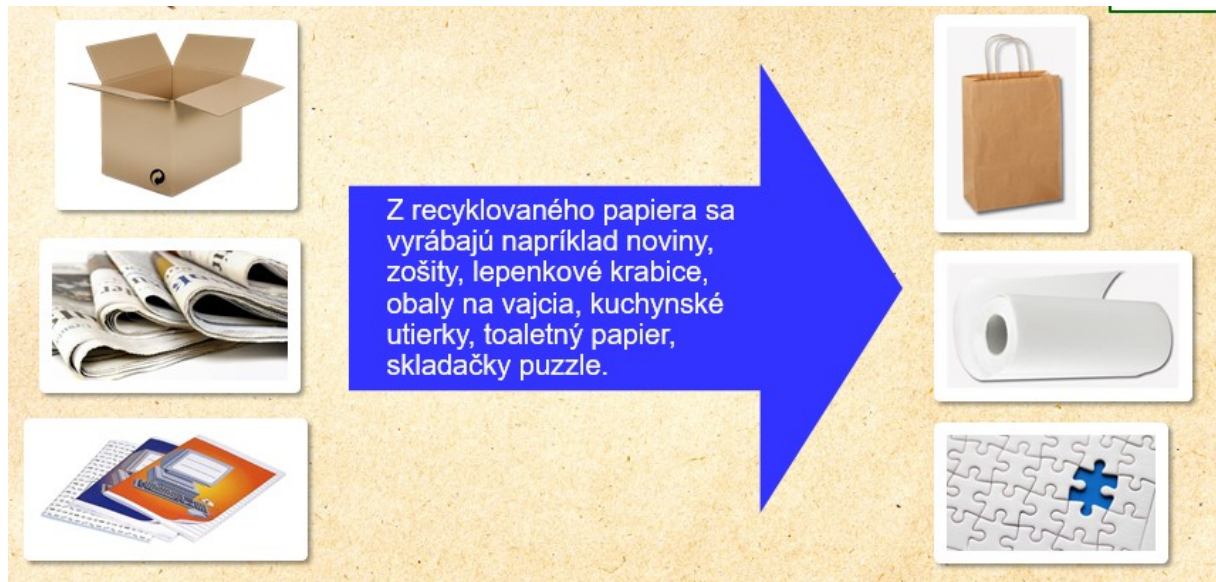 Z recyklovaného papiera sa
vyrábajú napríklad noviny,
zošity, lepenkové krabice,
obaly na vajcia, kuchynské
utierky, toaletný papier,
skladačky puzzle.